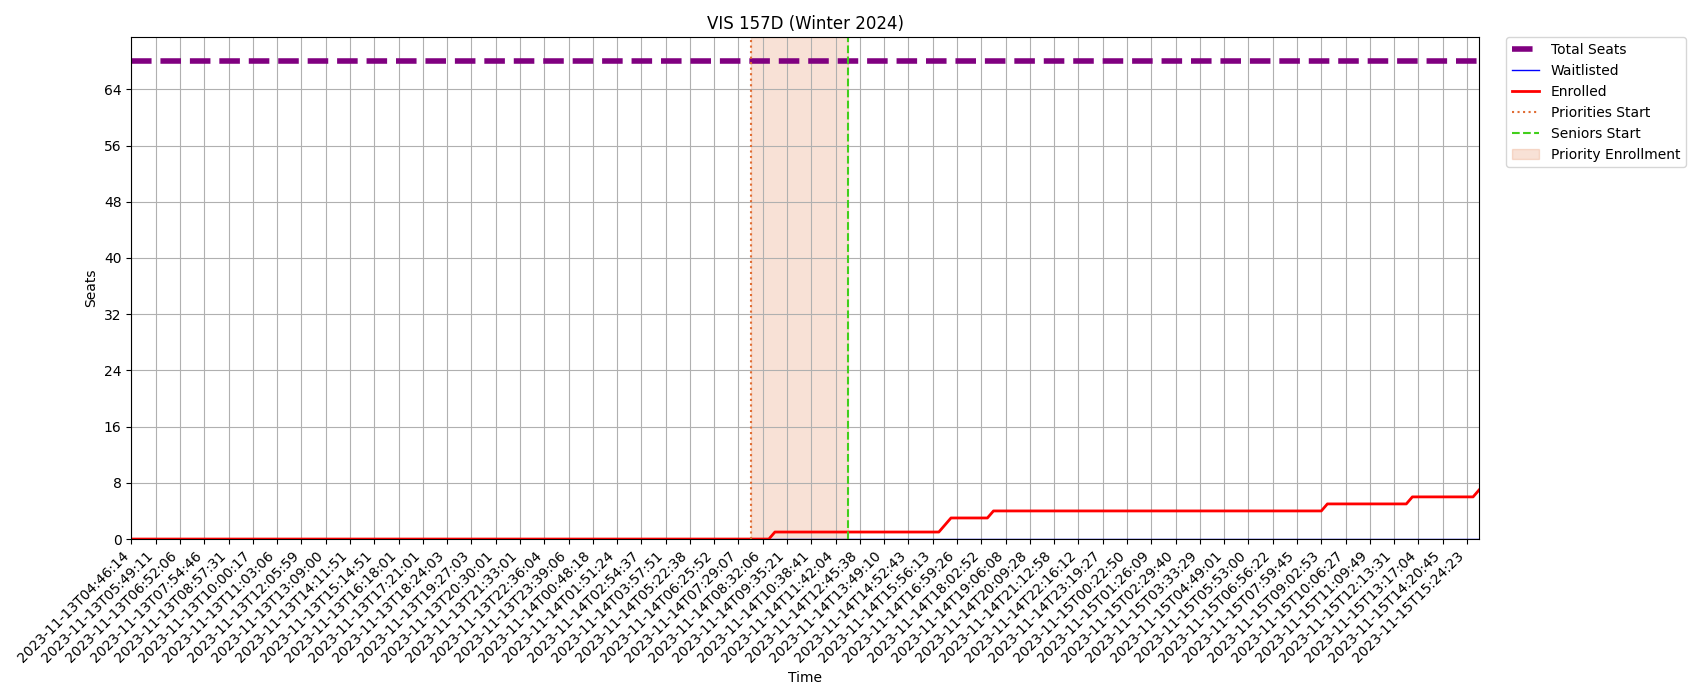 VIS 157D (Winter 2024)
Total Seats
Waitlisted
Enrolled
Priorities Start
Seniors Start
Priority Enrollment
Seats
64
56
48
40
32
24
16
8
0
2023-11-13T04:46:14
2023-11-13T05:49:11
2023-11-13T06:52:06
2023-11-13T07:54:46
2023-11-13T08:57:31
2023-11-13T10:00:17
2023-11-13T11:03:06
2023-11-13T12:05:59
2023-11-13T13:09:00
2023-11-13T14:11:51
2023-11-13T15:14:51
2023-11-13T16:18:01
2023-11-13T17:21:01
2023-11-13T18:24:03
2023-11-13T19:27:03
2023-11-13T20:30:01
2023-11-13T21:33:01
2023-11-13T22:36:04
2023-11-13T23:39:06
2023-11-14T00:48:18
2023-11-14T01:51:24
2023-11-14T02:54:37
2023-11-14T03:57:51
2023-11-14T05:22:38
2023-11-14T06:25:52
2023-11-14T07:29:07
2023-11-14T08:32:06
2023-11-14T09:35:21
2023-11-14T10:38:41
2023-11-14T11:42:04
2023-11-14T12:45:38
2023-11-14T13:49:10
2023-11-14T14:52:43
2023-11-14T15:56:13
2023-11-14T16:59:26
2023-11-14T18:02:52
2023-11-14T19:06:08
2023-11-14T20:09:28
2023-11-14T21:12:58
2023-11-14T22:16:12
2023-11-14T23:19:27
2023-11-15T00:22:50
2023-11-15T01:26:09
2023-11-15T02:29:40
2023-11-15T03:33:29
2023-11-15T04:49:01
2023-11-15T05:53:00
2023-11-15T06:56:22
2023-11-15T07:59:45
2023-11-15T09:02:53
2023-11-15T10:06:27
2023-11-15T11:09:49
2023-11-15T12:13:31
2023-11-15T13:17:04
2023-11-15T14:20:45
2023-11-15T15:24:23
Time